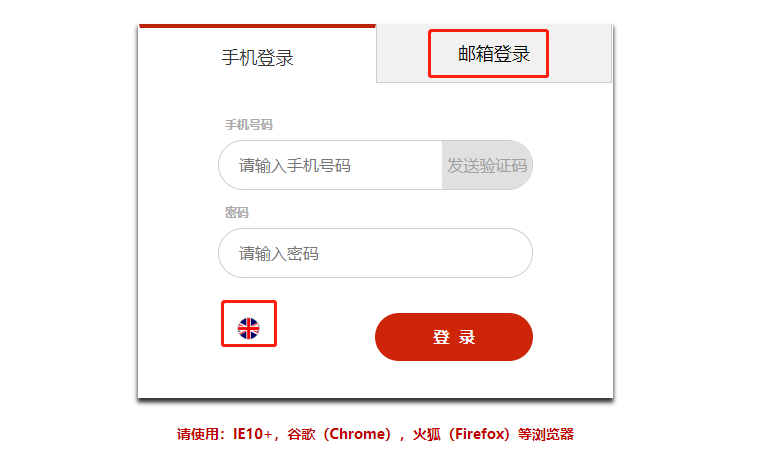 手机登录
邮箱登录
手机号码
请输入手机号码
发送验证码
密码
请输入密码
登 录
请使用：IE10+，谷歌（Chrome），火狐（Firefox）等浏览器